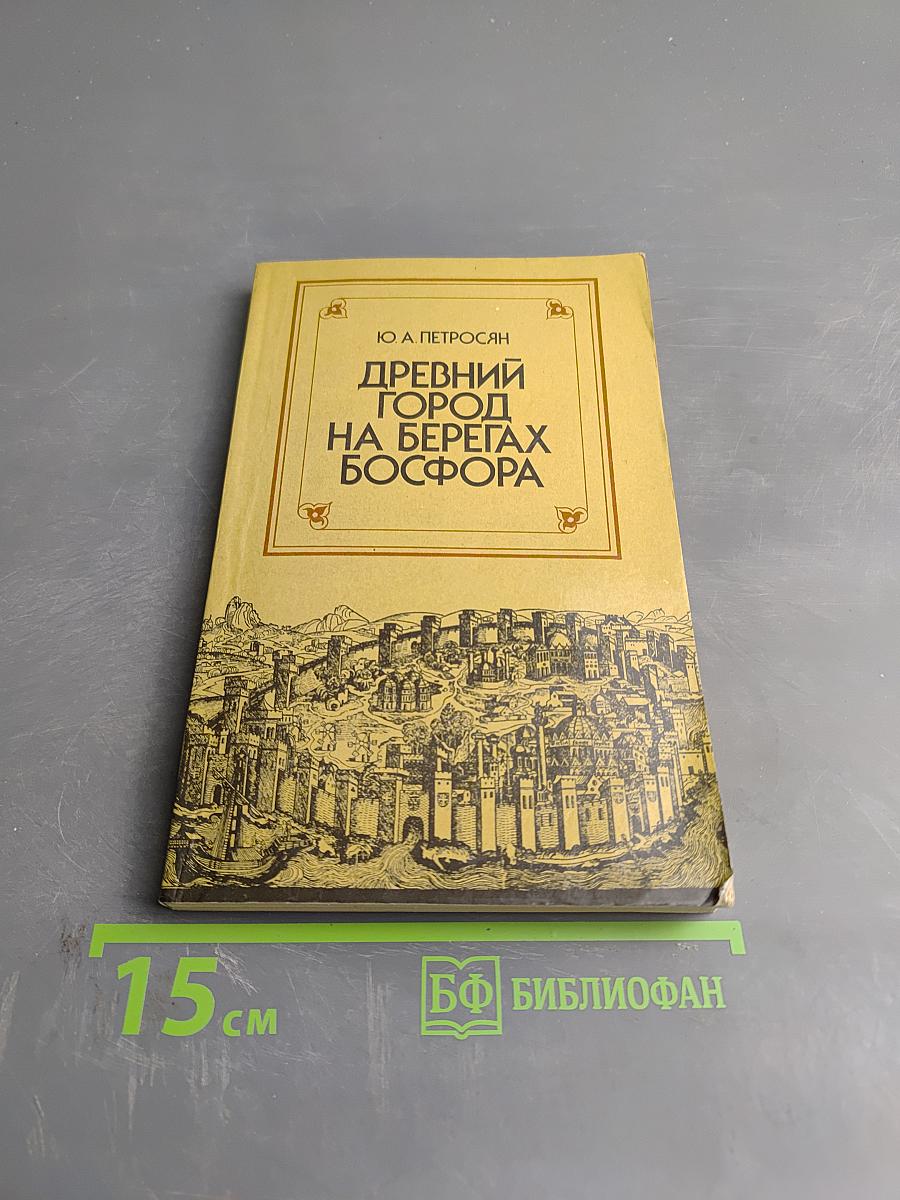 Ю. А. ПЕТРОСЯН
ДРЕВНИЙ
ГОРОД
НА БЕРЕГАХ
БОСФОРА
15 см
БФ БИБЛИОФАН